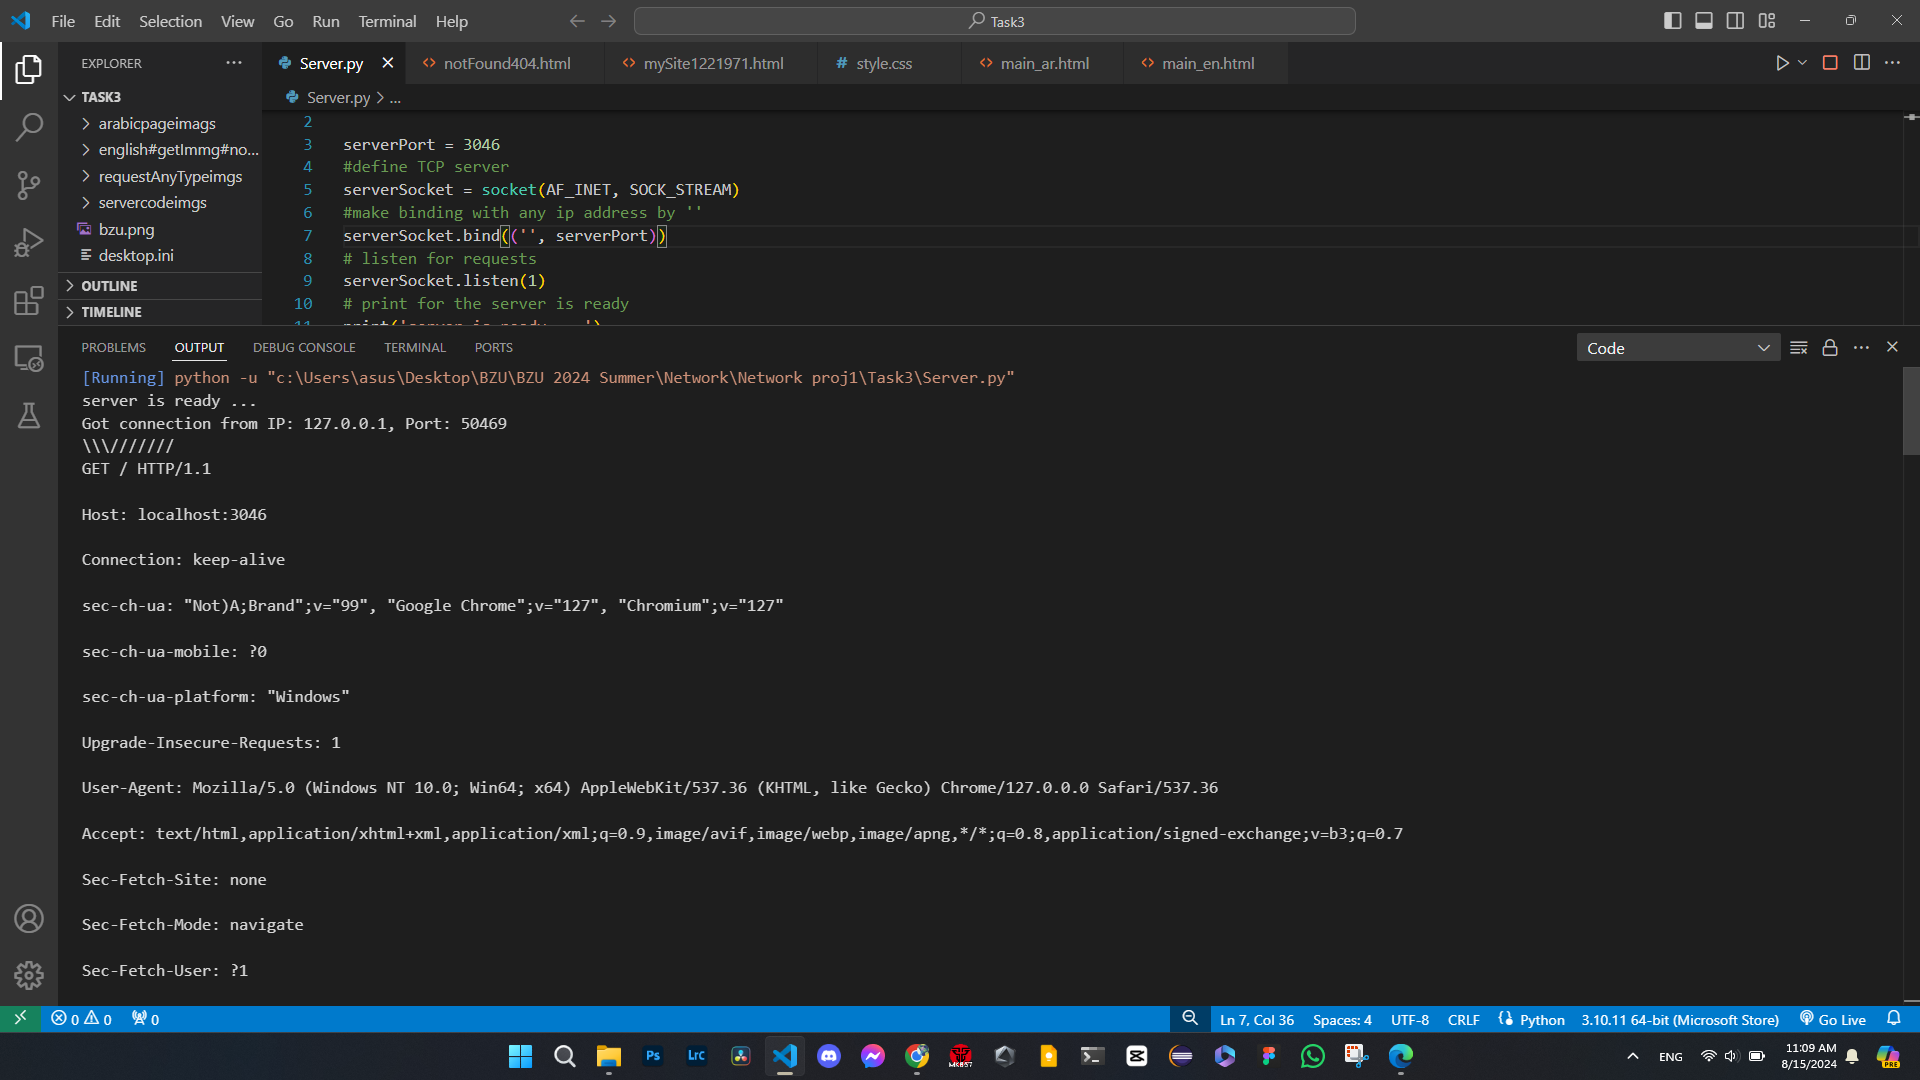 File Edit Selection View Go Run Terminal Help
Task3
EXPLORER
Server.py
notFound404.html
mySite1221971.html
# style.css
main_ar.html
main_en.html
TASK3
arabicpageimags
english#getImmg#no...
requestAnyTypeimgs
servercodeimgs
bzu.png
desktop.ini
OUTLINE
TIMELINE
Server.py > ...
2
3 serverPort = 3046
4 #define TCP server
5 serverSocket = socket(AF_INET, SOCK_STREAM)
6 #make binding with any ip address by ''
7 serverSocket.bind(('', serverPort))
8 # listen for requests
9 serverSocket.listen(1)
10 # print for the server is ready
11 print('server is ready ...')
PROBLEMS OUTPUT DEBUG CONSOLE TERMINAL PORTS
Code
[Running] python -u "c:\Users\asus\Desktop\BZU\BZU 2024 Summer\Network\Network proj1\Task3\Server.py"
server is ready ...
Got connection from IP: 127.0.0.1, Port: 50469
\\\///////
GET / HTTP/1.1
Host: localhost:3046
Connection: keep-alive
sec-ch-ua: "Not)A;Brand";v="99", "Google Chrome";v="127", "Chromium";v="127"
sec-ch-ua-mobile: ?0
sec-ch-ua-platform: "Windows"
Upgrade-Insecure-Requests: 1
User-Agent: Mozilla/5.0 (Windows NT 10.0; Win64; x64) AppleWebKit/537.36 (KHTML, like Gecko) Chrome/127.0.0.0 Safari/537.36
Accept: text/html,application/xhtml+xml,application/xml;q=0.9,image/avif,image/webp,image/apng,*/*;q=0.8,application/signed-exchange;v=b3;q=0.7
Sec-Fetch-Site: none
Sec-Fetch-Mode: navigate
Sec-Fetch-User: ?1
0 0 0
Ln 7, Col 36 Spaces: 4 UTF-8 CRLF Python 3.10.11 64-bit (Microsoft Store) Go Live
Ps
Lrc
ENG
11:09 AM
8/15/2024
PRE